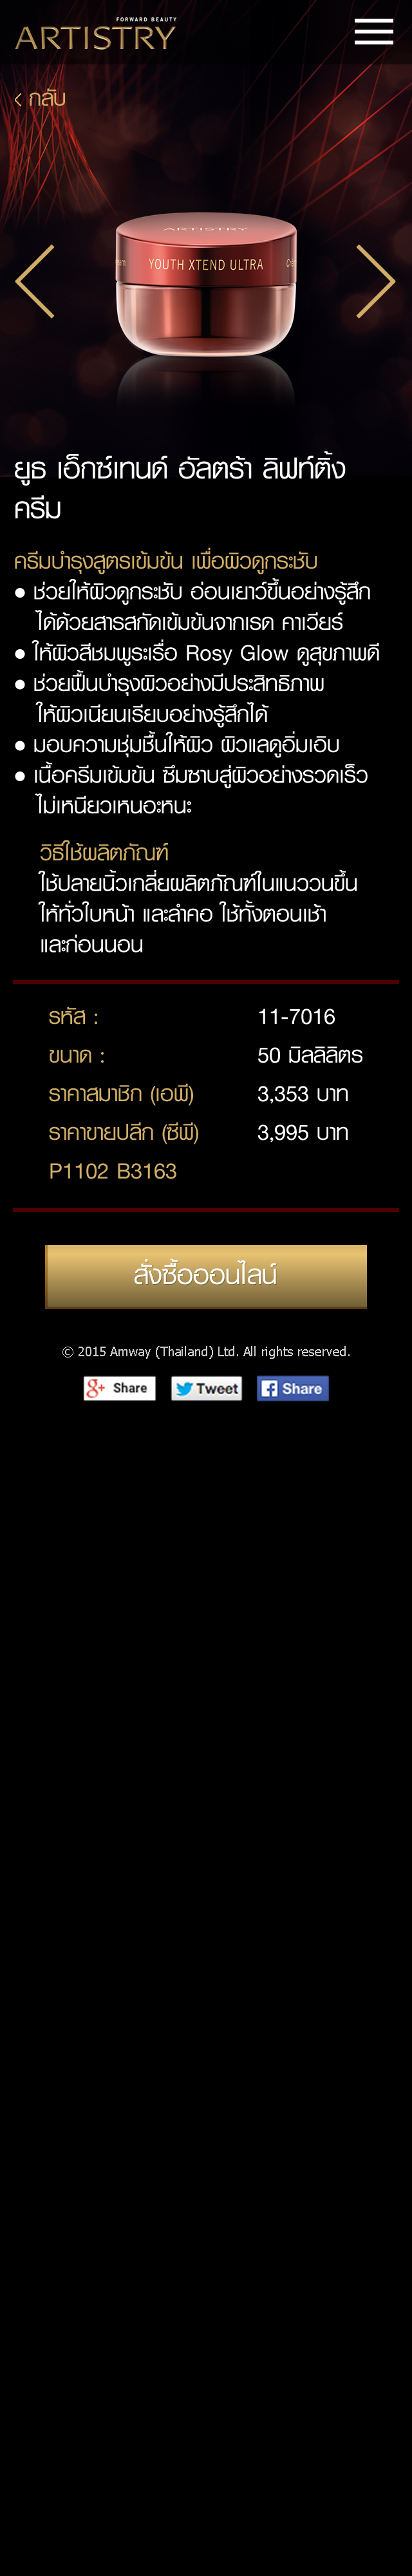 FORWARD BEAUTY
ARTISTRY
< กลับ
ARTISTRY
YOUTH XTEND ULTRA
ยูธ เอ็กซ์เทนด์ อัลตร้า ลิฟท์ติ้ง
ครีม
ครีมบำรุงสูตรเข้มข้น เพื่อผิวดูกระชับ
● ช่วยให้ผิวดูกระชับ อ่อนเยาว์ขึ้นอย่างรู้สึก
ได้ด้วยสารสกัดเข้มข้นจากเรด คาเวียร์
● ให้ผิวสีชมพูระเรื่อ Rosy Glow ดูสุขภาพดี
● ช่วยฟื้นบำรุงผิวอย่างมีประสิทธิภาพ
ให้ผิวเนียนเรียบอย่างรู้สึกได้
● มอบความชุ่มชื้นให้ผิว ผิวแลดูอิ่มเอิบ
● เนื้อครีมเข้มข้น ซึมซาบสู่ผิวอย่างรวดเร็ว
ไม่เหนียวเหนอะหนะ
วิธีใช้ผลิตภัณฑ์
ใช้ปลายนิ้วเกลี่ยผลิตภัณฑ์ในแนววนขึ้น
ให้ทั่วใบหน้า และลำคอ ใช้ทั้งตอนเช้า
และก่อนนอน
รหัส : 11-7016
ขนาด : 50 มิลลิลิตร
ราคาสมาชิก (เอพี) 3,353 บาท
ราคาขายปลีก (ซีพี) 3,995 บาท
P1102 B3163
สั่งซื้อออนไลน์
© 2015 Amway (Thailand) Ltd. All rights reserved.
Share Tweet Share